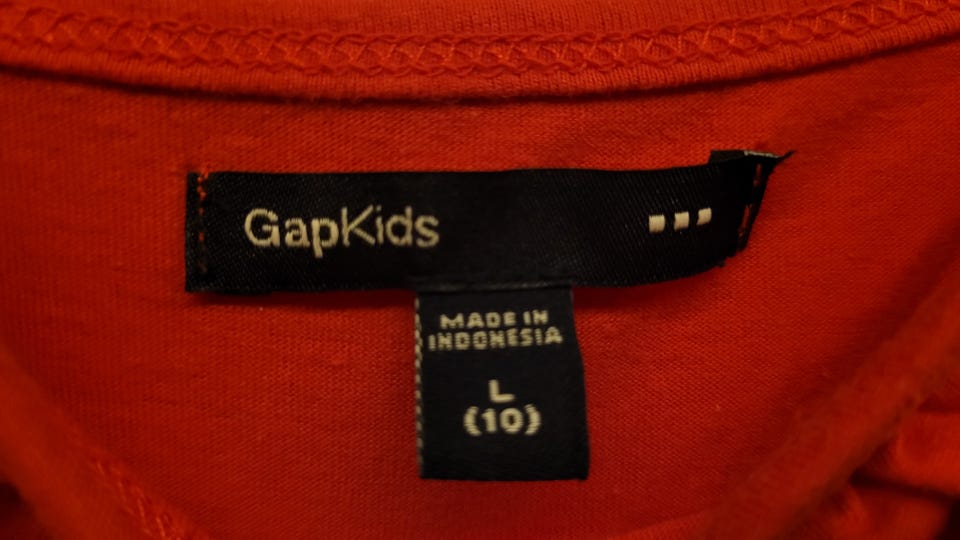 GapKids
MADE IN
INDONESIA
L
(10)